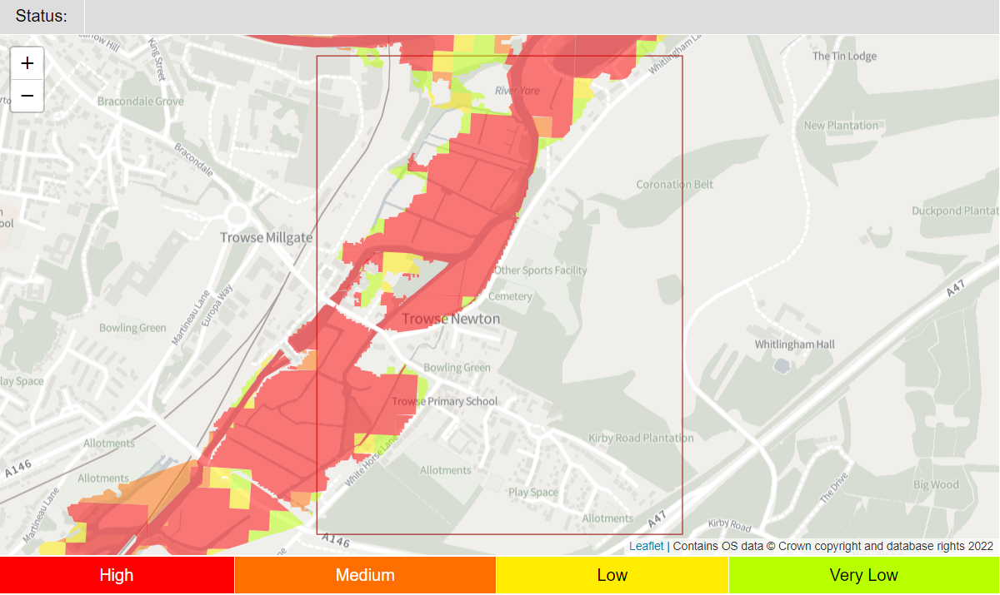 Status:
+
−
King Street
The Tin Lodge
Whitlingham La
River Yare
Bracondale Grove
New Plantation
Bracondale
Coronation Belt
Duckpond Plantat
ool
Trowse Millgate
Other Sports Facility
A47
Cemetery
Martineau Lane
Europa Way
Trowse Newton
Bowling Green
Whitlingham Hall
Bowling Green
lay Space
Trowse Primary School
Kirby Road Plantation
Allotments
A146
White Horse Lane
Allotments
Allotments
The Drive
Big Wood
Play Space
Martineau Lane
Allotments
A47
Kirby Road
A146
Leaflet | Contains OS data © Crown copyright and database rights 2022
High
Medium
Low
Very Low